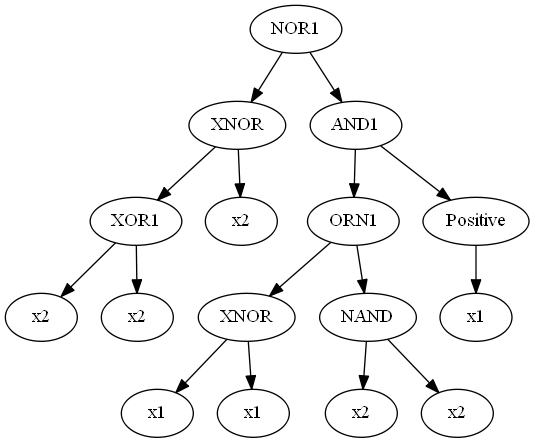 NOR1
XNOR AND1
XOR1 x2 ORN1 Positive
x2 x2 XNOR NAND x1
x1 x1 x2 x2